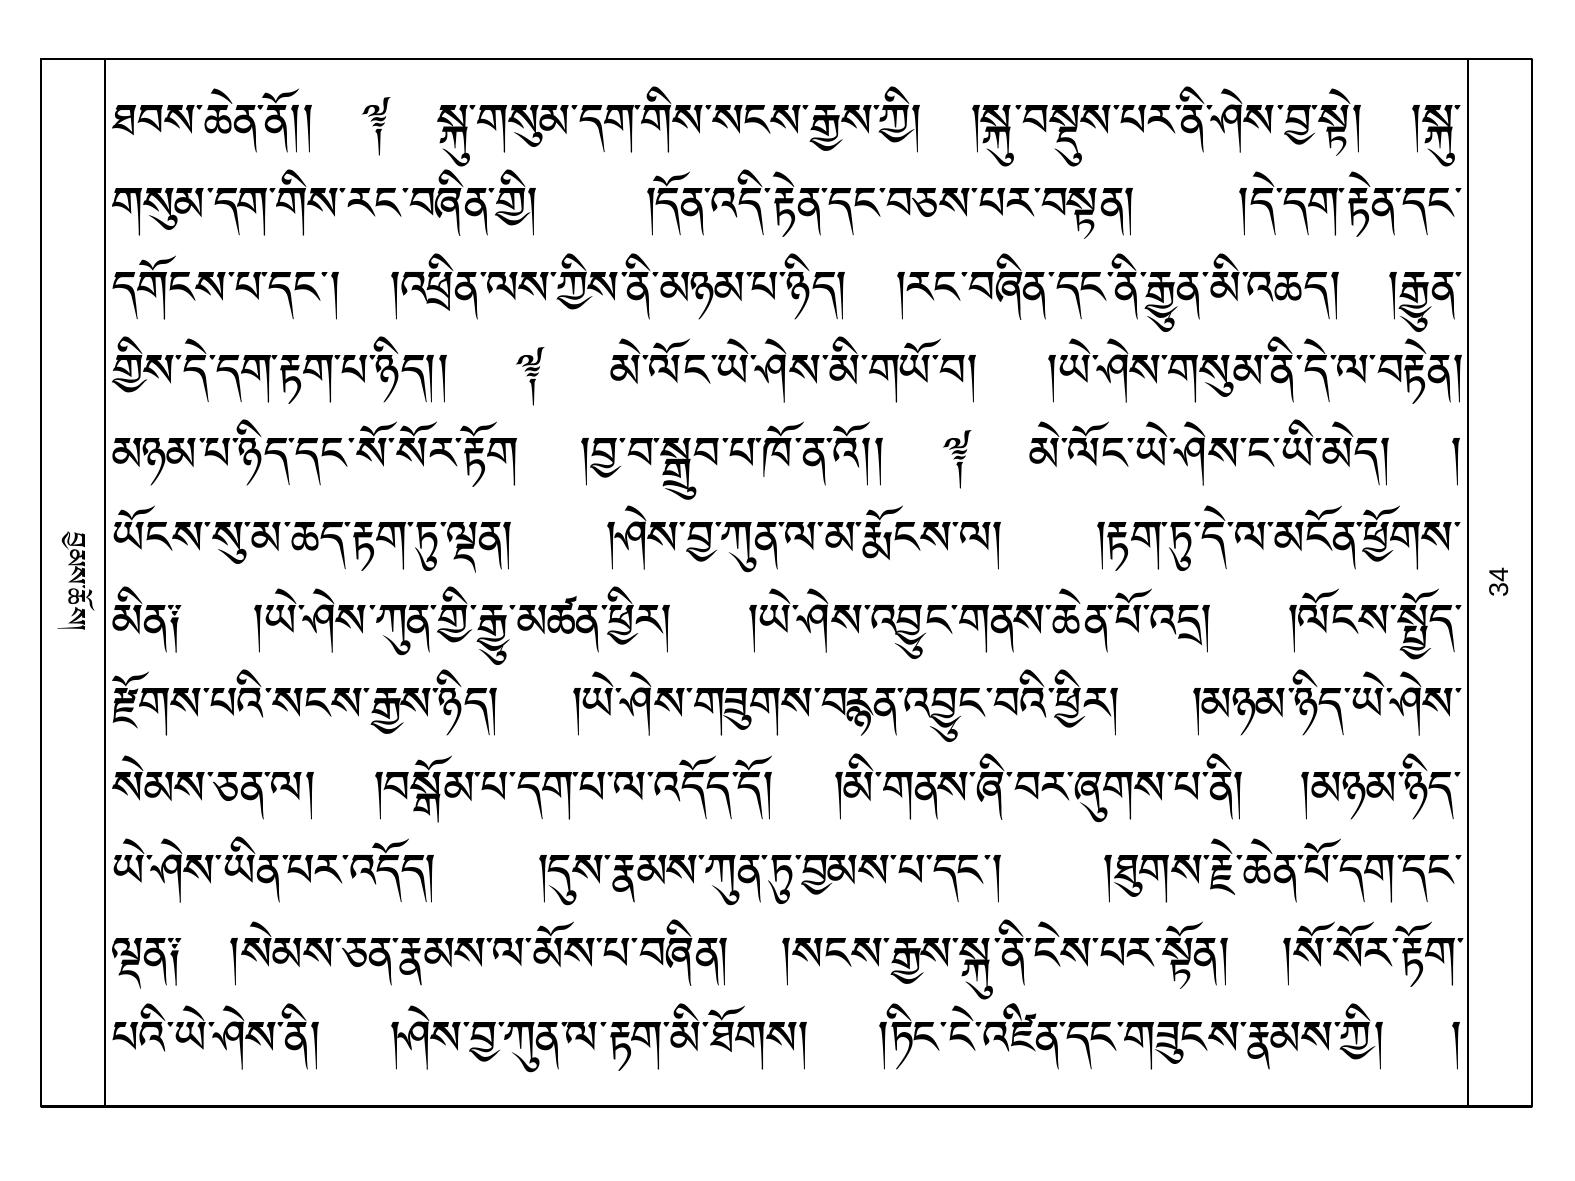 ཐབས་ཆེན་ནོ།། ༈ སྐུ་གསུམ་དག་གིས་སངས་རྒྱས་ཀྱི། །སྐུ་བསྡུས་པར་ནི་ཤེས་བྱ་སྟེ། །སྐུ་
གསུམ་དག་གིས་རང་བཞིན་གྱི། །དོན་འདི་རྟེན་དང་བཅས་པར་བསྟན། །དེ་དག་རྟེན་དང་
དགོངས་པ་དང་། །འཕྲིན་ལས་ཀྱིས་ནི་མཉམ་པ་ཉིད། །རང་བཞིན་དང་ནི་རྒྱུན་མི་འཆད། །རྒྱུན་
གྱིས་དེ་དག་རྟག་པ་ཉིད།། ༈ མེ་ལོང་ཡེ་ཤེས་མི་གཡོ་བ། །ཡེ་ཤེས་གསུམ་ནི་དེ་ལ་བརྟེན།
མཉམ་པ་ཉིད་དང་སོ་སོར་རྟོག །བྱ་བ་སྒྲུབ་པ་ཁོ་ན་འོ།། ༈ མེ་ལོང་ཡེ་ཤེས་ང་ཡི་མེད། །
ཡོངས་སུ་མ་ཆད་རྟག་ཏུ་ལྡན། །ཤེས་བྱ་ཀུན་ལ་མ་རྨོངས་ལ། །རྟག་ཏུ་དེ་ལ་མངོན་ཕྱོགས་
མིན༎ །ཡེ་ཤེས་ཀུན་གྱི་རྒྱུ་མཚན་ཕྱིར། །ཡེ་ཤེས་འབྱུང་གནས་ཆེན་པོ་འདྲ། །ལོངས་སྤྱོད་
རྫོགས་པའི་སངས་རྒྱས་ཉིད། །ཡེ་ཤེས་གཟུགས་བརྙན་འབྱུང་བའི་ཕྱིར། །མཉམ་ཉིད་ཡེ་ཤེས་
སེམས་ཅན་ལ། །བསྒོམ་པ་དག་པ་ལ་འདོད་དོ། །མི་གནས་ཞི་བར་ཞུགས་པ་ནི། །མཉམ་ཉིད་
ཡེ་ཤེས་ཡིན་པར་འདོད། །དུས་རྣམས་ཀུན་ཏུ་བྱམས་པ་དང་། །ཐུགས་རྗེ་ཆེན་པོ་དག་དང་
ལྡན༎ །སེམས་ཅན་རྣམས་ལ་མོས་པ་བཞིན། །སངས་རྒྱས་སྐུ་ནི་ངེས་པར་སྟོན། །སོ་སོར་རྟོག་
པའི་ཡེ་ཤེས་ནི། །ཤེས་བྱ་ཀུན་ལ་རྟག་མི་ཐོགས། །ཏིང་ངེ་འཛིན་དང་གཟུངས་རྣམས་ཀྱི། །
བྱམས་ཆོས།
34